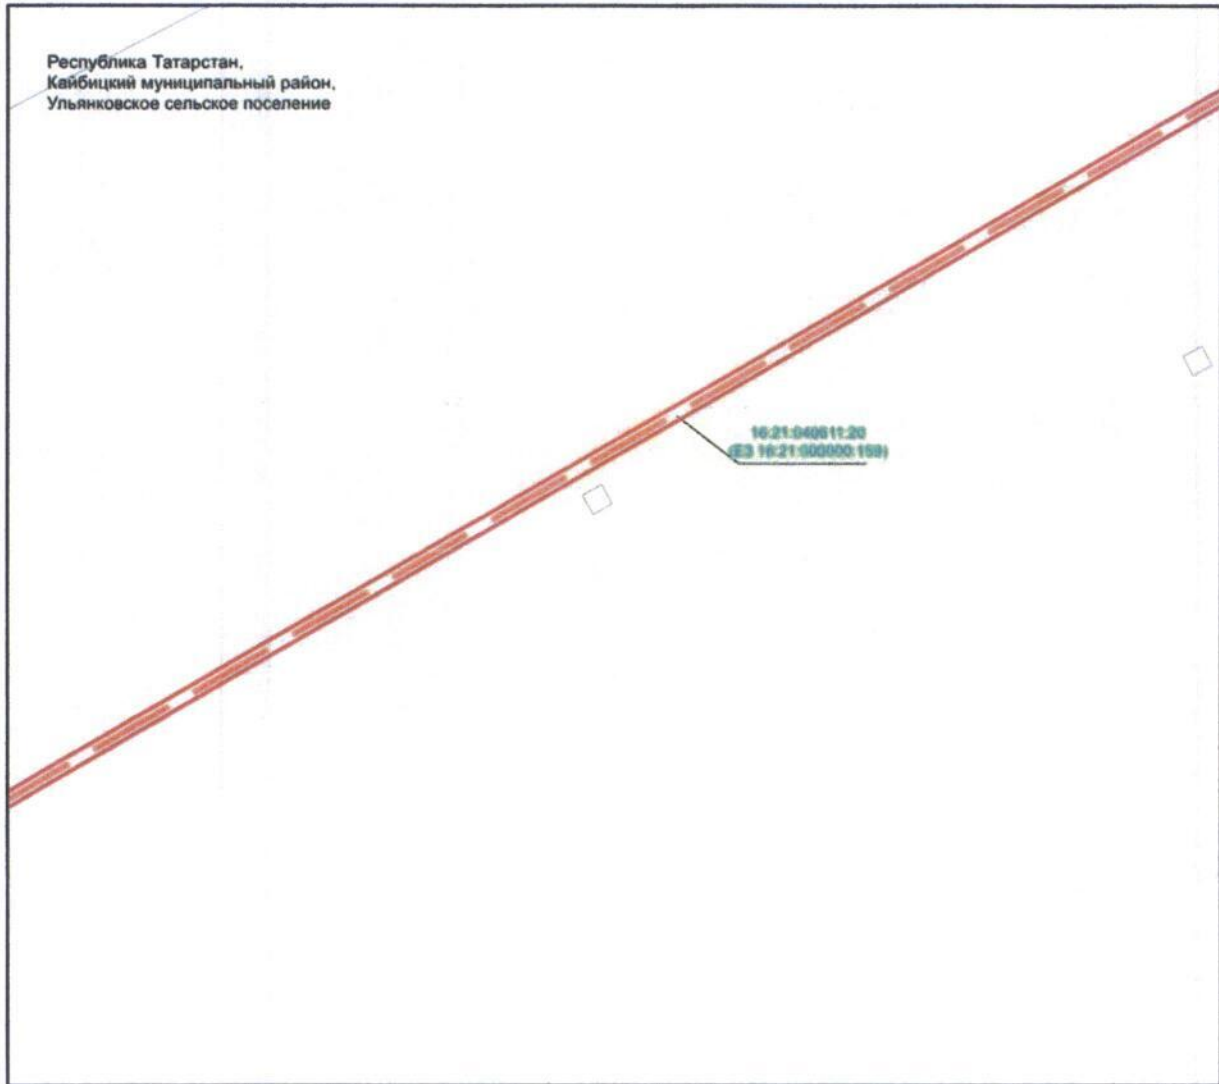 Республика Татарстан,
Кайбицкий муниципальный район,
Ульянковское сельское поселение
16:21:040811:20
(ЕЗ 16:21:000000:159)